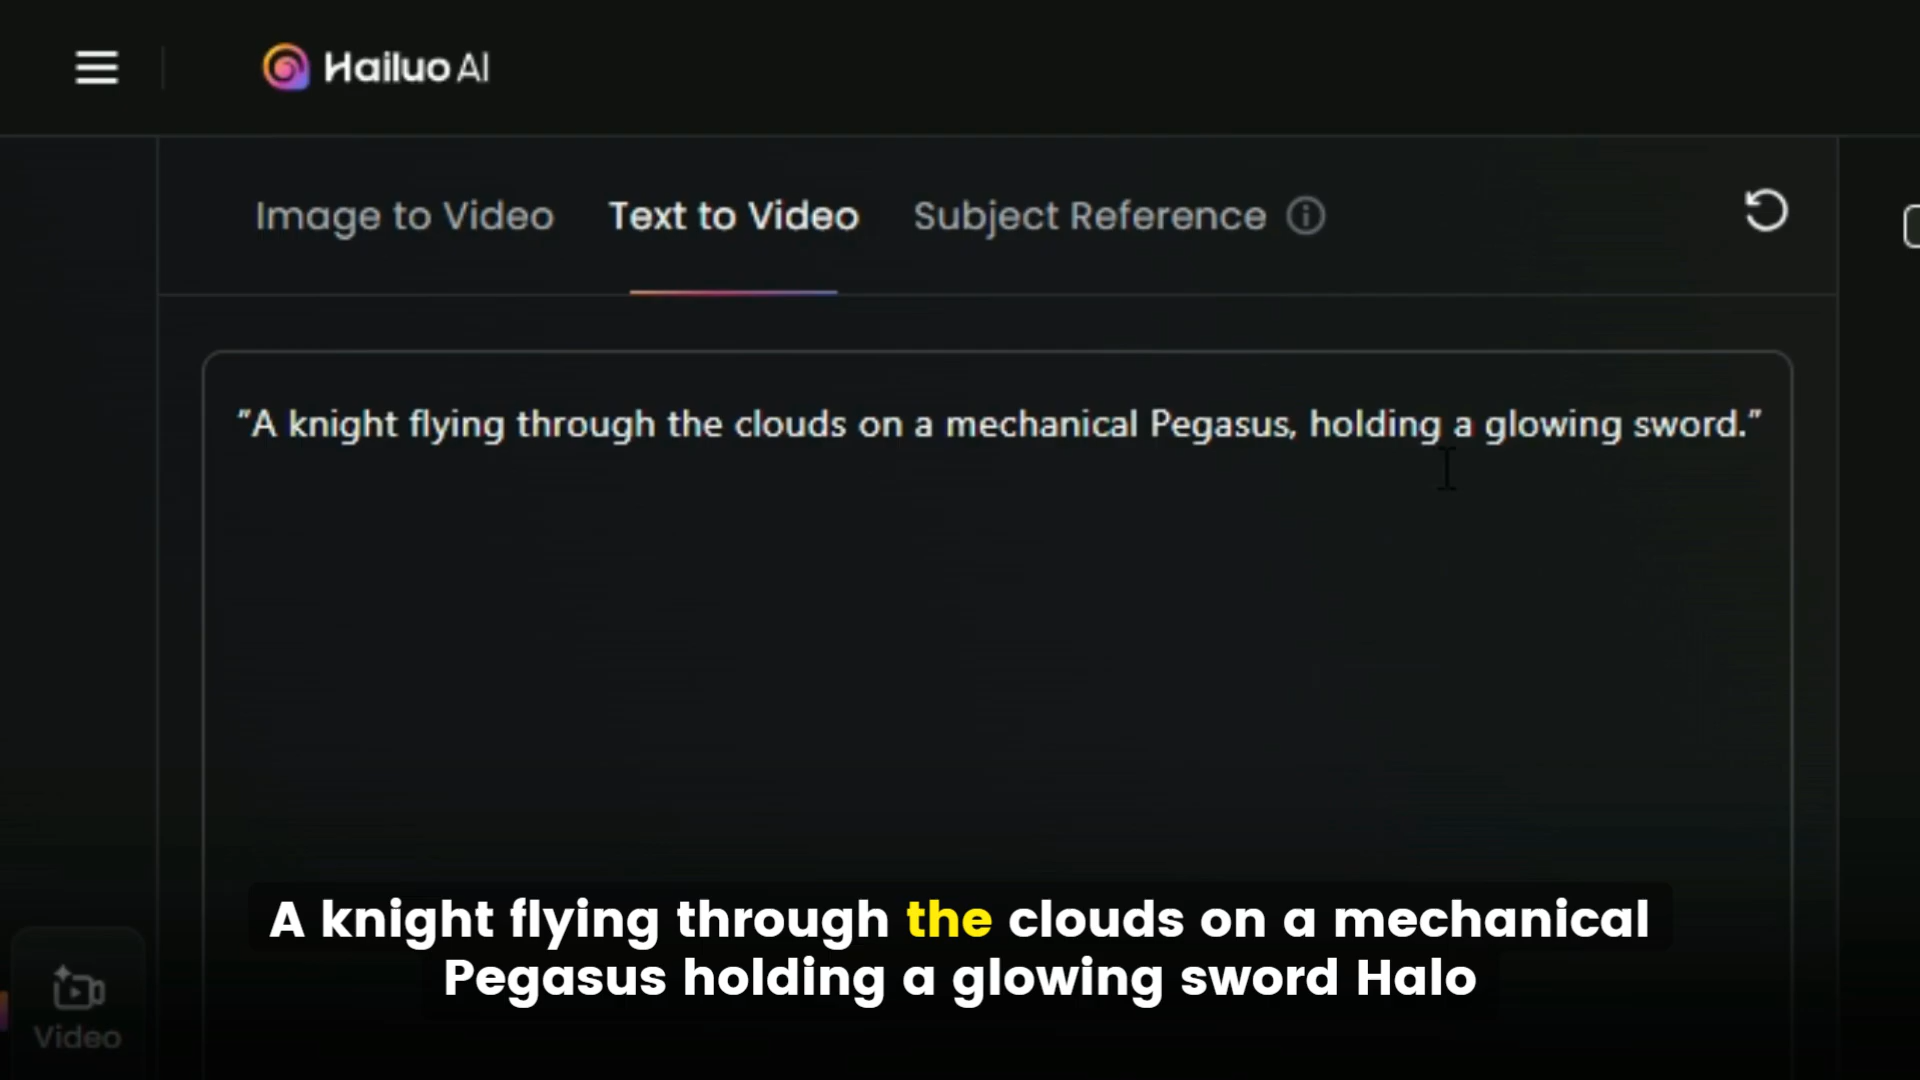 Hailuo AI
Image to Video Text to Video Subject Reference
"A knight flying through the clouds on a mechanical Pegasus, holding a glowing sword."
A knight flying through the clouds on a mechanical
Pegasus holding a glowing sword Halo
Video